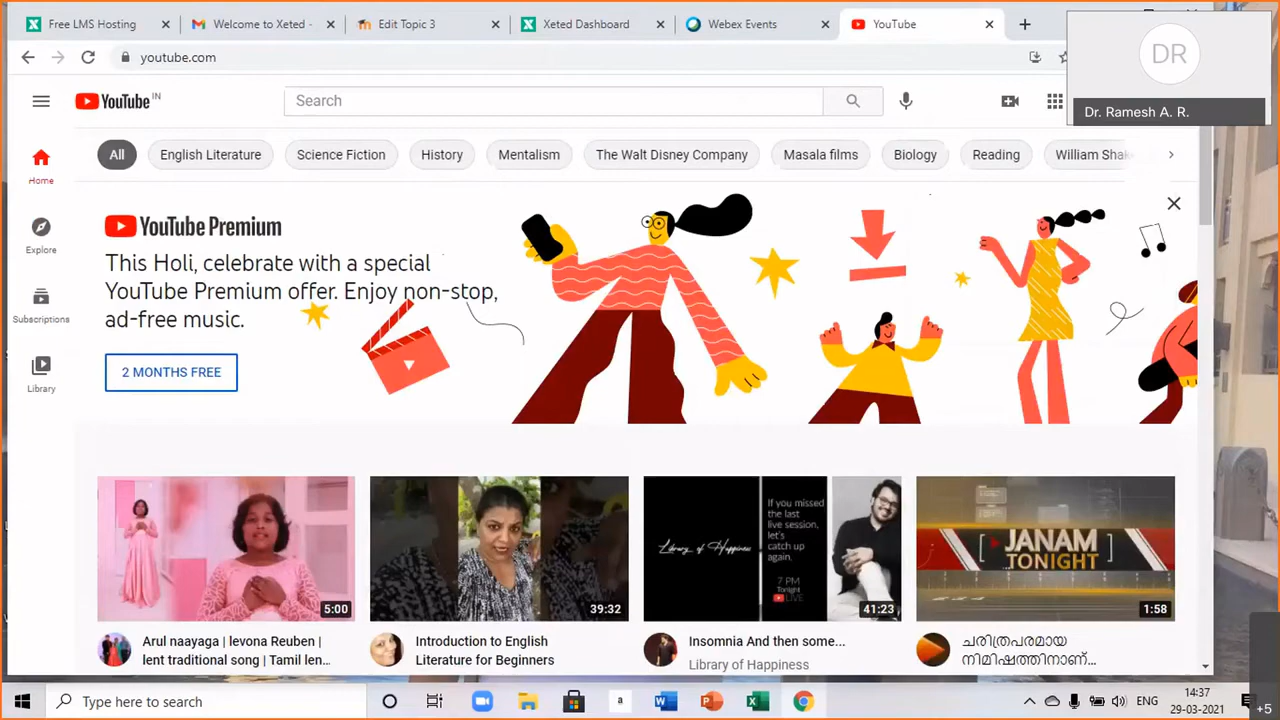 Free LMS Hosting
Welcome to Xeted -
Edit Topic 3
Xeted Dashboard
Webex Events
YouTube
youtube.com
DR
Dr. Ramesh A. R.
YouTube IN
Search
Home
Explore
Subscriptions
Library
All
English Literature
Science Fiction
History
Mentalism
The Walt Disney Company
Masala films
Biology
Reading
William Shak
YouTube Premium
This Holi, celebrate with a special
YouTube Premium offer. Enjoy non-stop,
ad-free music.
2 MONTHS FREE
5:00
39:32
Library of Happiness
If you missed
the last
live session,
let's
catch up
again.
7 PM
Tonight
LIVE
41:23
JANAM
TONIGHT
1:58
Arul naayaga | levona Reuben |
lent traditional song | Tamil len...
Introduction to English
Literature for Beginners
Insomnia And then some...
Library of Happiness
ചരിത്രപരമായ
നിമിഷത്തിനാണ്...
Type here to search
a
ENG
14:37
29-03-2021
+5